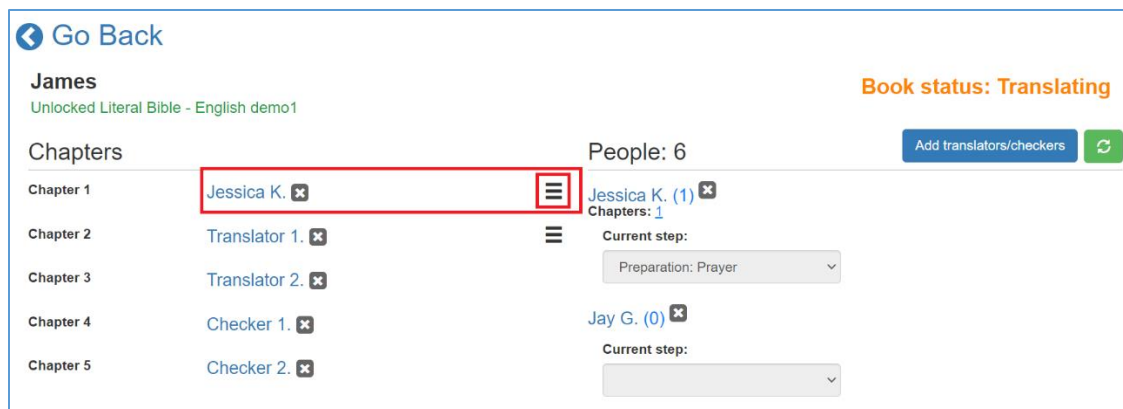 Go Back
James
Unlocked Literal Bible - English demo1
Book status: Translating
Chapters
People: 6
Add translators/checkers
Chapter 1
Jessica K.
Chapter 2
Translator 1.
Chapter 3
Translator 2.
Chapter 4
Checker 1.
Chapter 5
Checker 2.
Jessica K. (1)
Chapters: 1
Current step:
Preparation: Prayer
Jay G. (0)
Current step: